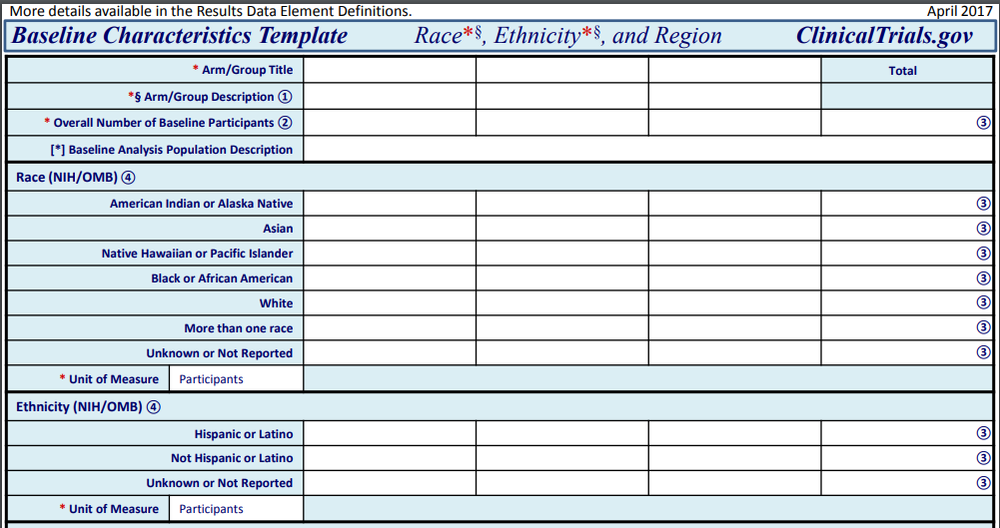 More details available in the Results Data Element Definitions. April 2017
Baseline Characteristics Template Race*§, Ethnicity*§, and Region ClinicalTrials.gov
* Arm/Group Title Total
*§ Arm/Group Description ①
* Overall Number of Baseline Participants ② ③
[*] Baseline Analysis Population Description
Race (NIH/OMB) ④
American Indian or Alaska Native ③
Asian ③
Native Hawaiian or Pacific Islander ③
Black or African American ③
White ③
More than one race ③
Unknown or Not Reported ③
* Unit of Measure Participants
Ethnicity (NIH/OMB) ④
Hispanic or Latino ③
Not Hispanic or Latino ③
Unknown or Not Reported ③
* Unit of Measure Participants